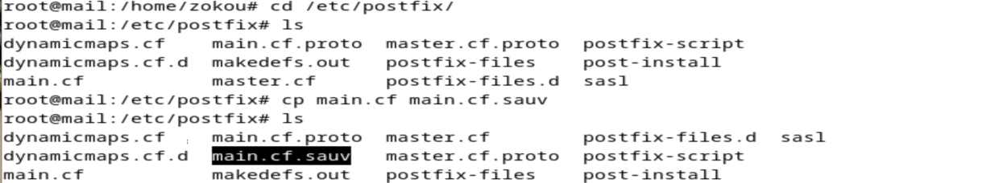 root@mail:/home/zokou# cd /etc/postfix/
root@mail:/etc/postfix# ls
dynamicmaps.cf    main.cf.proto  master.cf.proto  postfix-script
dynamicmaps.cf.d  makedefs.out   postfix-files    post-install
main.cf           master.cf      postfix-files.d  sasl
root@mail:/etc/postfix# cp main.cf main.cf.sauv
root@mail:/etc/postfix# ls
dynamicmaps.cf    main.cf.proto  master.cf        postfix-files.d  sasl
dynamicmaps.cf.d  main.cf.sauv   master.cf.proto  postfix-script
main.cf           makedefs.out   postfix-files    post-install